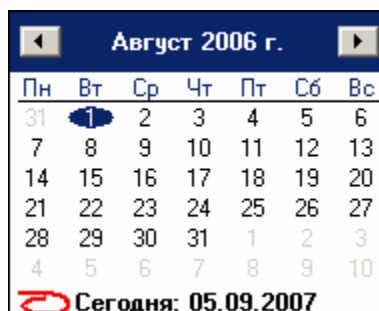 Август 2006 г.
Пн Вт Ср Чт Пт Сб Вс
31 1 2 3 4 5 6
7 8 9 10 11 12 13
14 15 16 17 18 19 20
21 22 23 24 25 26 27
28 29 30 31 1 2 3
4 5 6 7 8 9 10
Сегодня: 05.09.2007